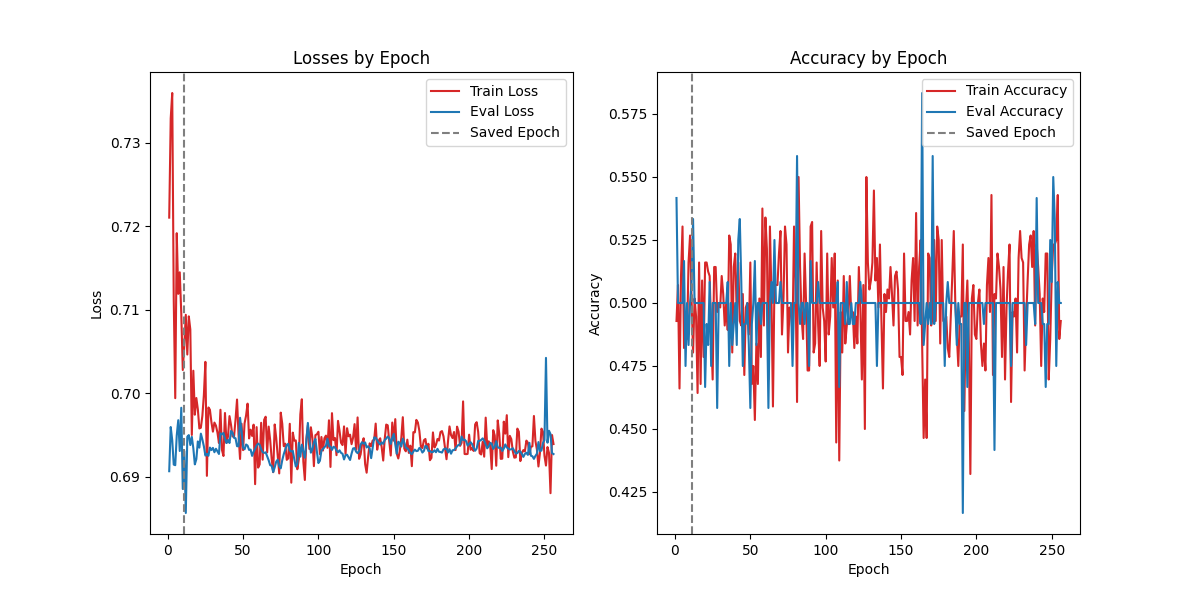 Losses by Epoch
Train Loss
Eval Loss
Saved Epoch
0.73
0.72
0.71
0.70
0.69
Loss
0 50 100 150 200 250
Epoch
Accuracy by Epoch
Train Accuracy
Eval Accuracy
Saved Epoch
0.575
0.550
0.525
0.500
0.475
0.450
0.425
Accuracy
0 50 100 150 200 250
Epoch